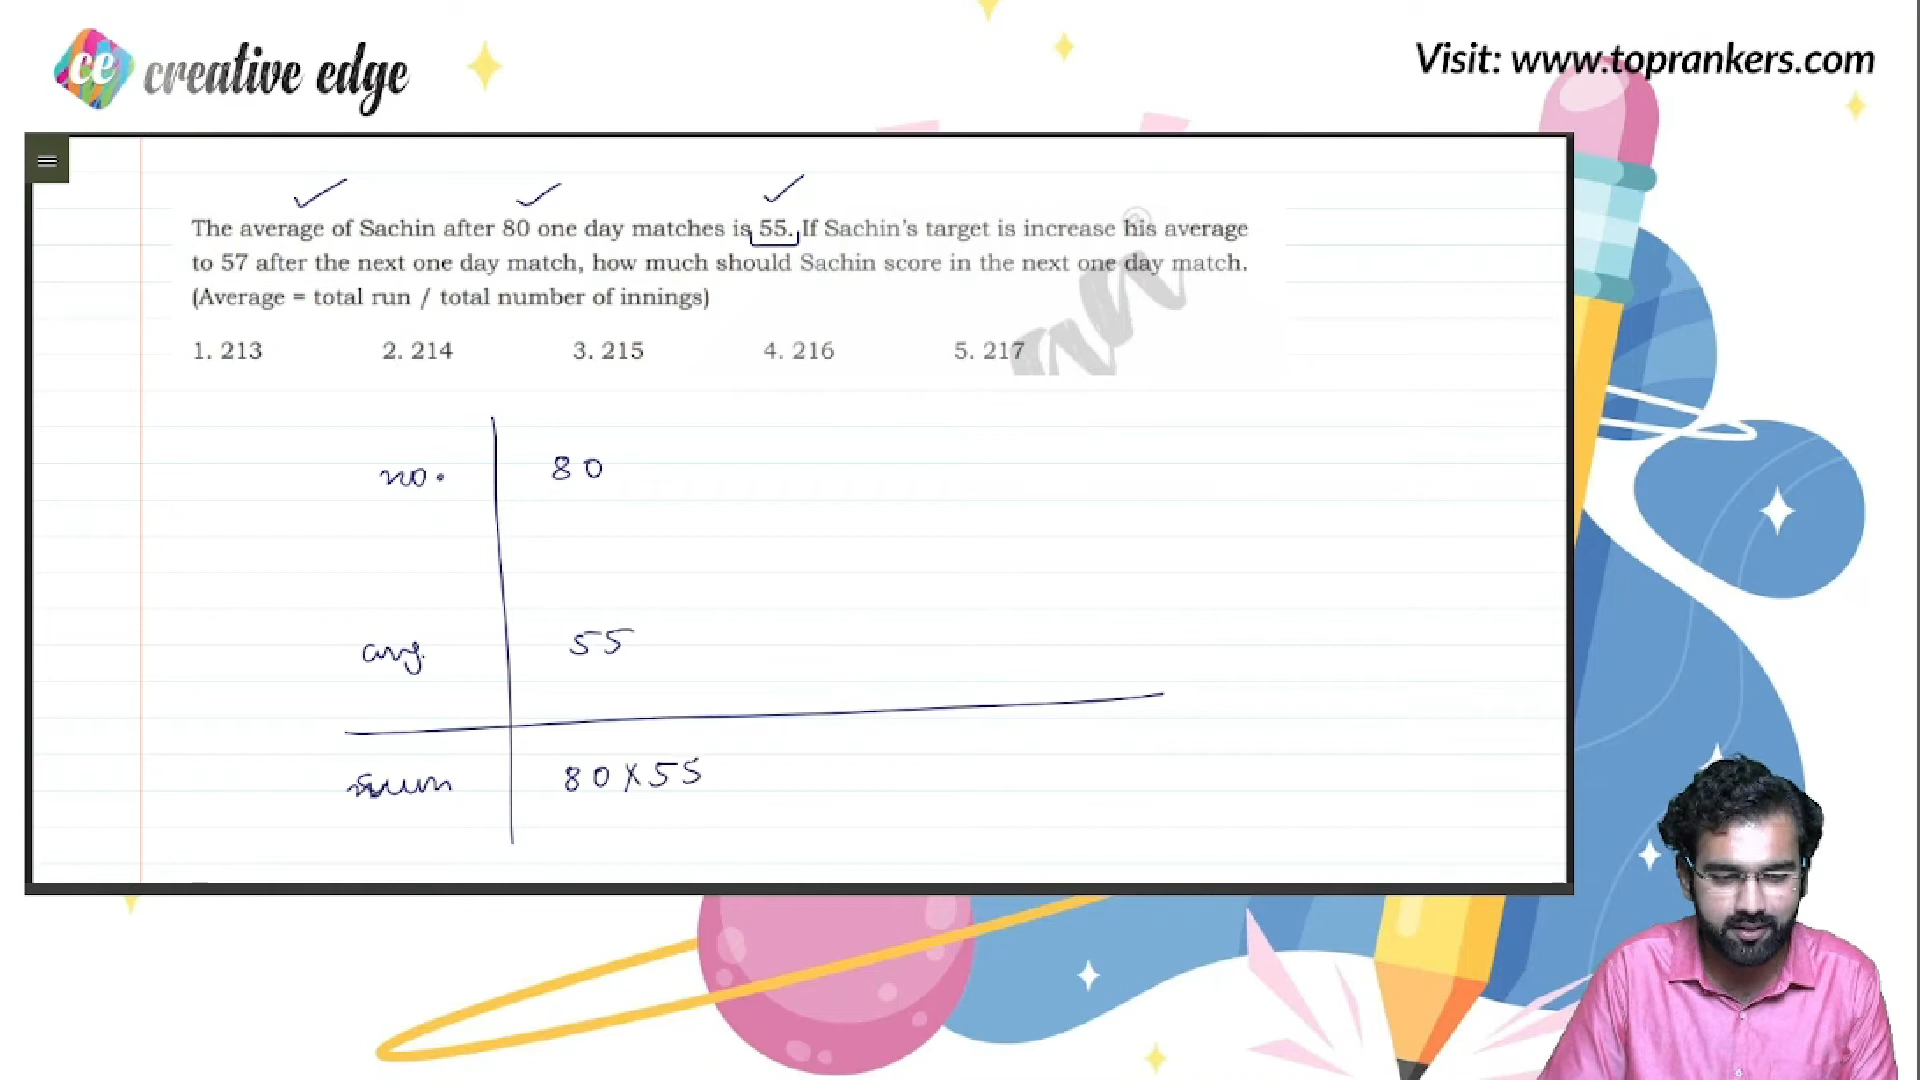 ce creative edge
Visit: www.toprankers.com
The average of Sachin after 80 one day matches is 55. If Sachin's target is increase his average
to 57 after the next one day match, how much should Sachin score in the next one day match.
(Average = total run / total number of innings)
1. 213 2. 214 3. 215 4. 216 5. 217
no. 80
avg. 55
sum 80 x 55